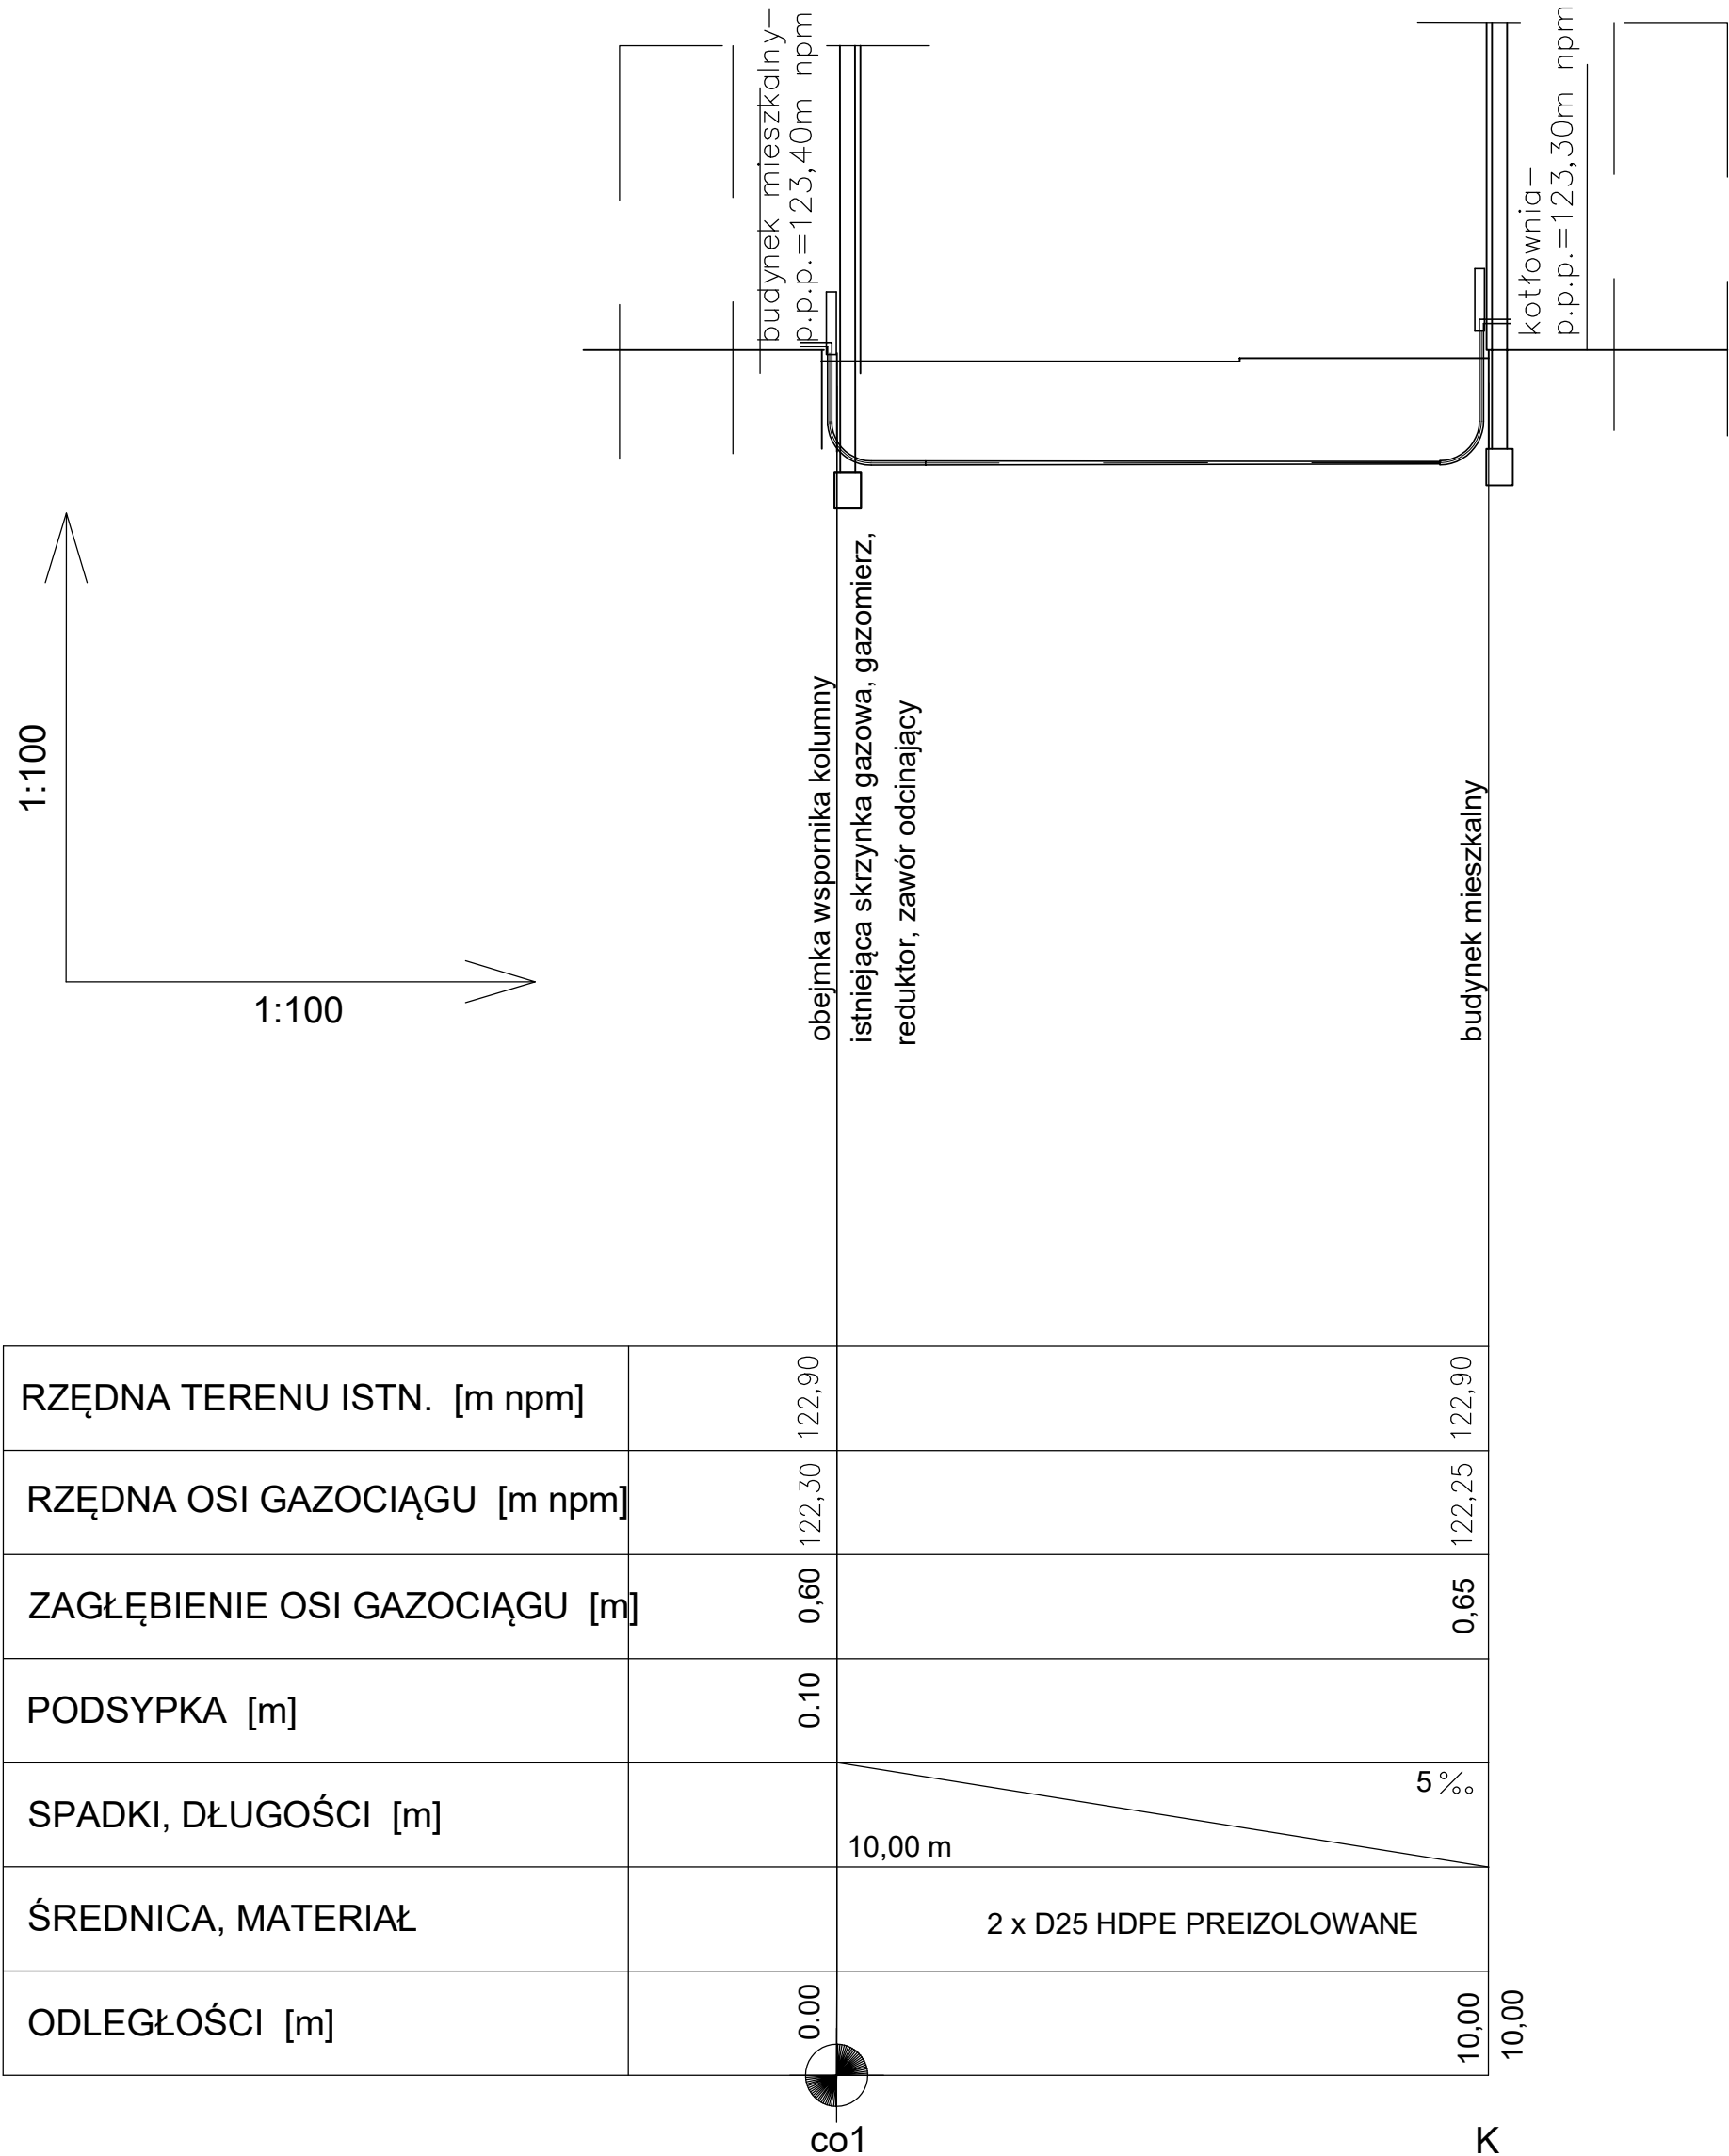 budynek mieszkalny-
p.p.p.=123,40m npm
kotłownia-
p.p.p.=123,30m npm
1:100
1:100
obejmka wspornika kolumny
istniejąca skrzynka gazowa, gazomierz,
reduktor, zawór odcinający
budynek mieszkalny
RZĘDNA TERENU ISTN. [m npm] 122,90 122,90
RZĘDNA OSI GAZOCIĄGU [m npm] 122,30 122,25
ZAGŁĘBIENIE OSI GAZOCIĄGU [m] 0,60 0,65
PODSYPKA [m] 0.10
SPADKI, DŁUGOŚCI [m] 10,00 m 5 ‰
ŚREDNICA, MATERIAŁ 2 x D25 HDPE PREIZOLOWANE
ODLEGŁOŚCI [m] 0.00 10,00 10,00
co1 K